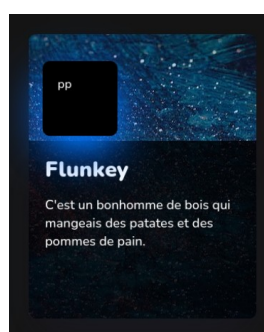 pp
Flunkey
C'est un bonhomme de bois qui
mangeais des patates et des
pommes de pain.